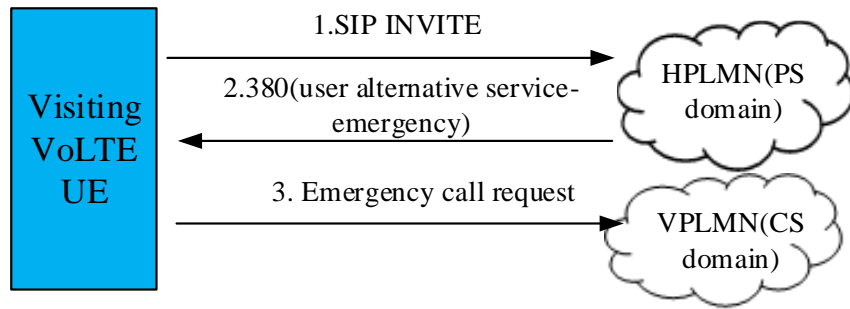 1.SIP INVITE
HPLMN(PS
domain)
2.380(user alternative service-
emergency)
Visiting
VoLTE
UE
3. Emergency call request
VPLMN(CS
domain)